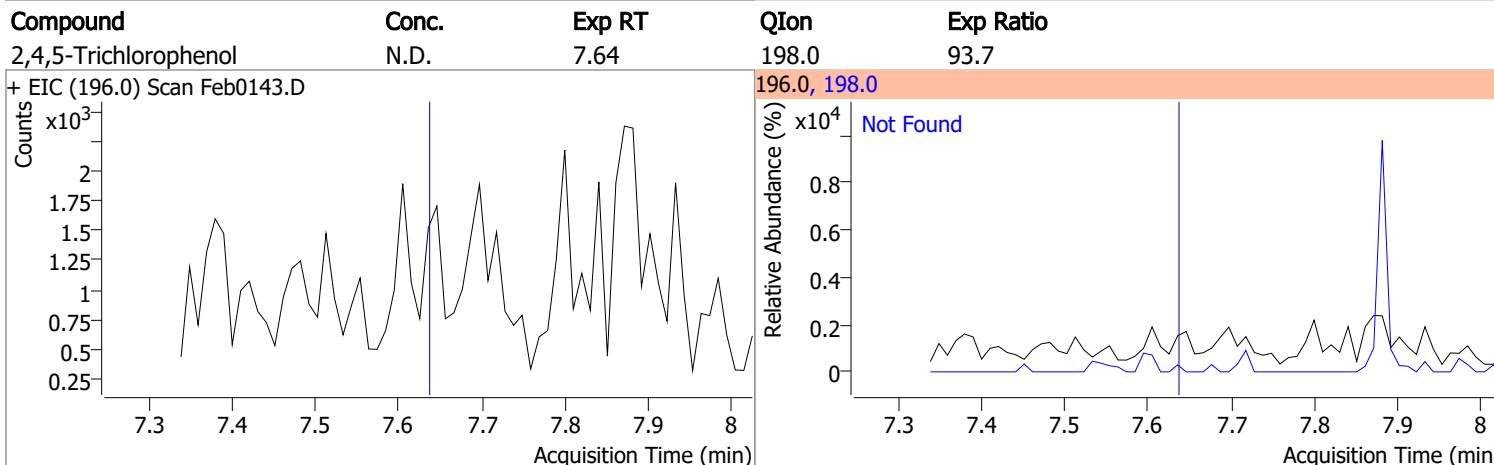 Compound Conc. Exp RT QIon Exp Ratio
2,4,5-Trichlorophenol N.D. 7.64 198.0 93.7
+ EIC (196.0) Scan Feb0143.D
Counts
x10³
2
1.75
1.5
1.25
1
0.75
0.5
0.25
7.3 7.4 7.5 7.6 7.7 7.8 7.9 8
Acquisition Time (min)
196.0, 198.0
Relative Abundance (%)
x10⁴
Not Found
0.8
0.6
0.4
0.2
0
7.3 7.4 7.5 7.6 7.7 7.8 7.9 8
Acquisition Time (min